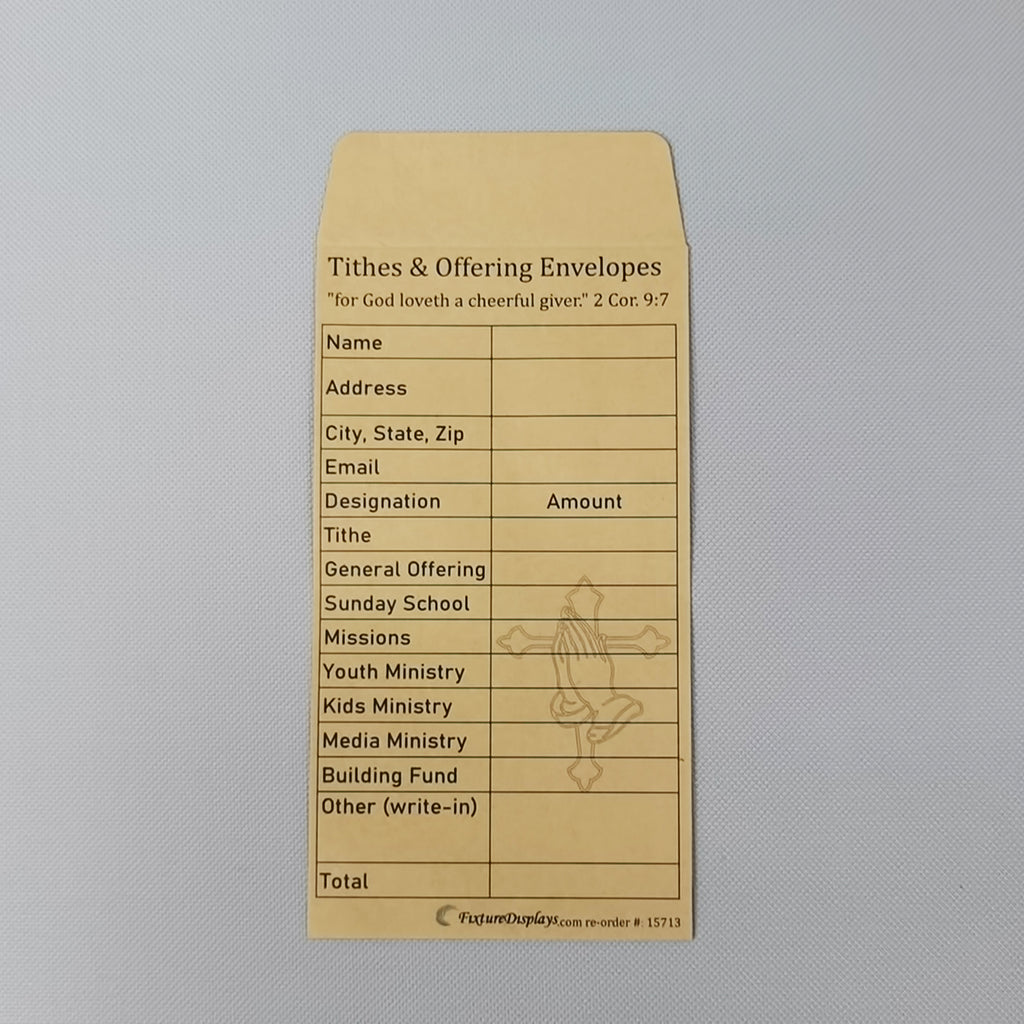 Tithes & Offering Envelopes
"for God loveth a cheerful giver." 2 Cor. 9:7
Name
Address
City, State, Zip
Email
Designation Amount
Tithe
General Offering
Sunday School
Missions
Youth Ministry
Kids Ministry
Media Ministry
Building Fund
Other (write-in)
Total
FixtureDisplays.com re-order #: 15713